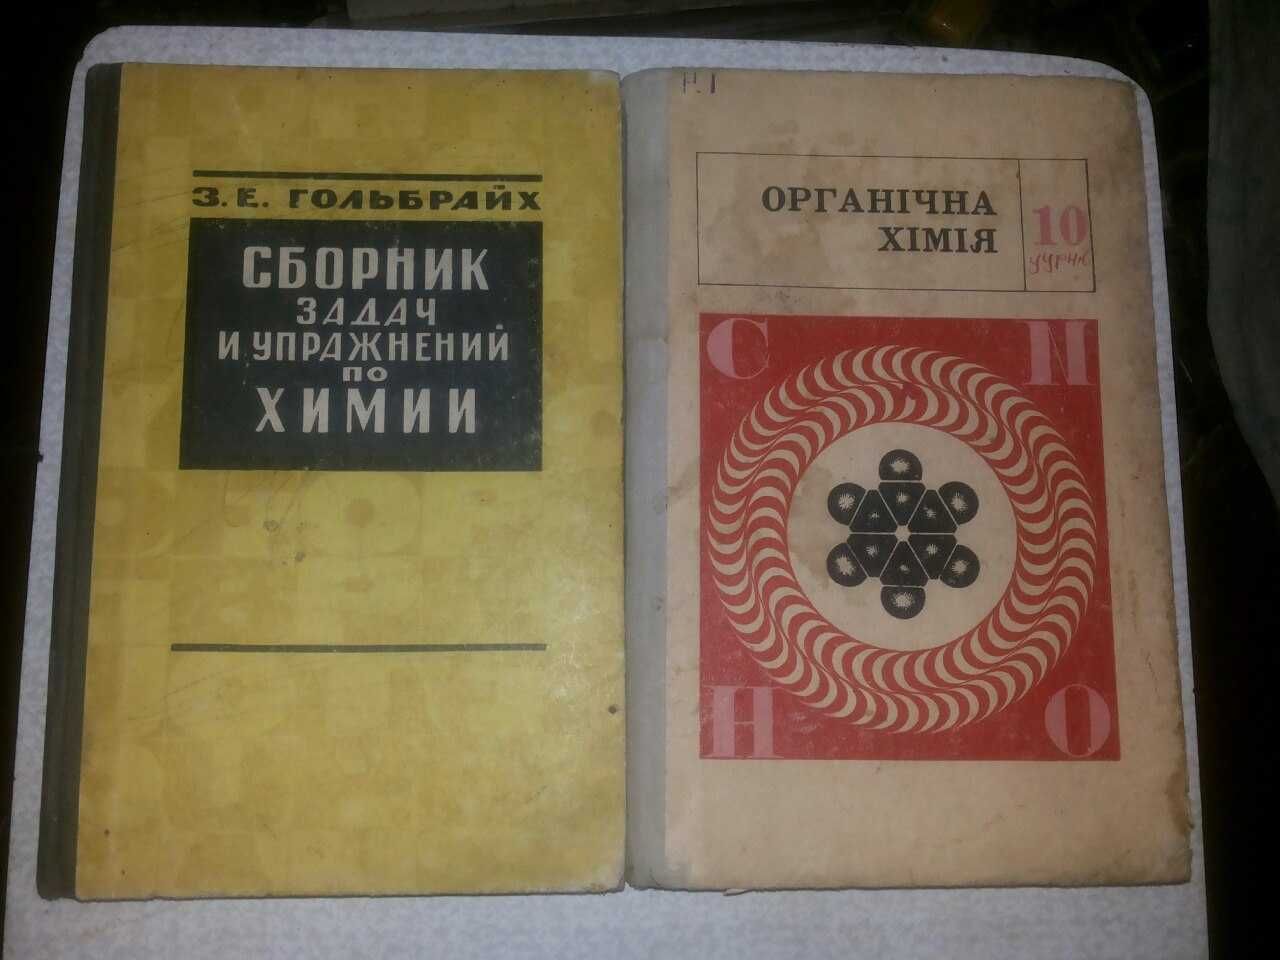 З. Е. ГОЛЬБРАЙХ
СБОРНИК
ЗАДАЧ
И УПРАЖНЕНИЙ
ПО
ХИМИИ
ОРГАНІЧНА
ХІМІЯ
10
C N
H O